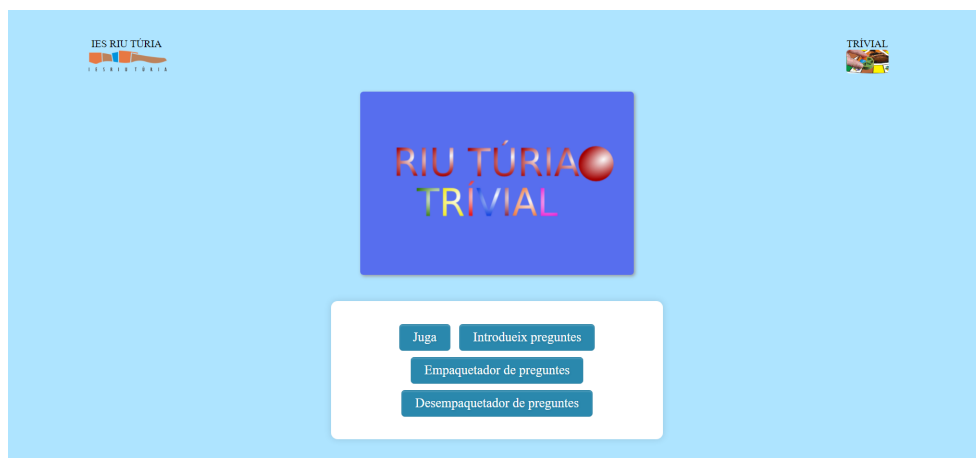 IES RIU TÚRIA
I E S R I U T Ú R I A
TRÍVIAL
RIU TÚRIA
TRÍVIAL
Juga
Introdueix preguntes
Empaquetador de preguntes
Desempaquetador de preguntes